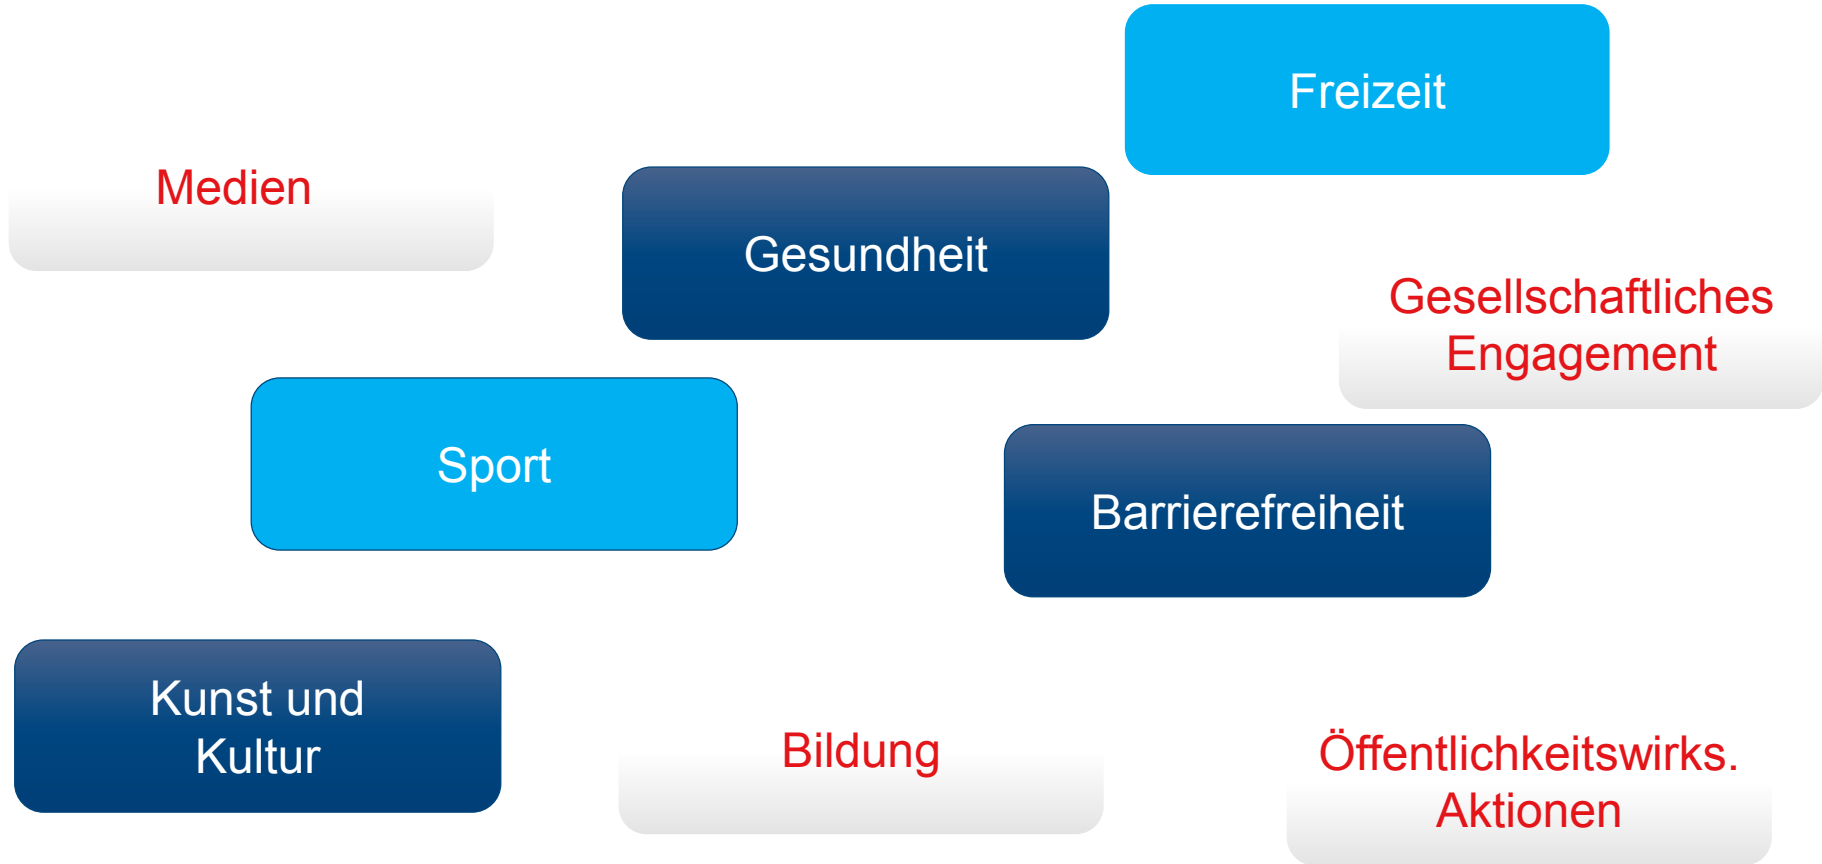 Freizeit
Medien
Gesundheit
Gesellschaftliches
Engagement
Sport
Barrierefreiheit
Kunst und
Kultur
Bildung
Öffentlichkeitswirks.
Aktionen